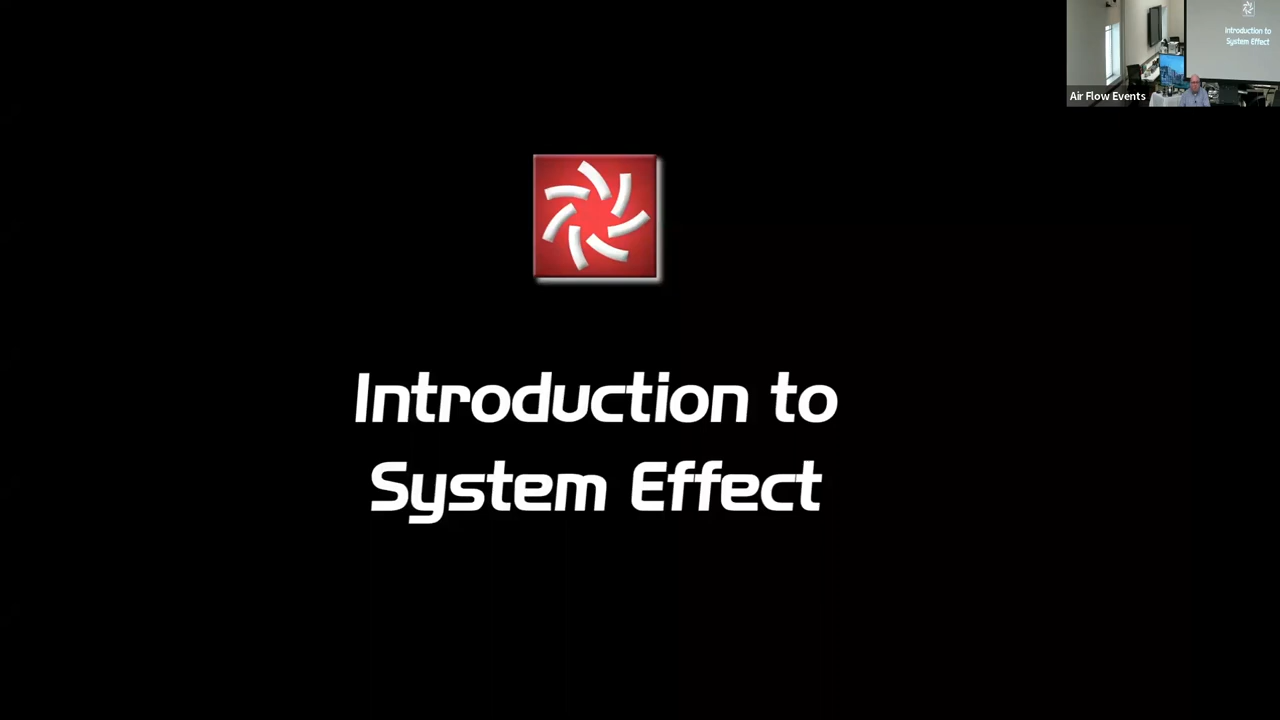 Air Flow Events
Introduction to
System Effect
Introduction to
System Effect